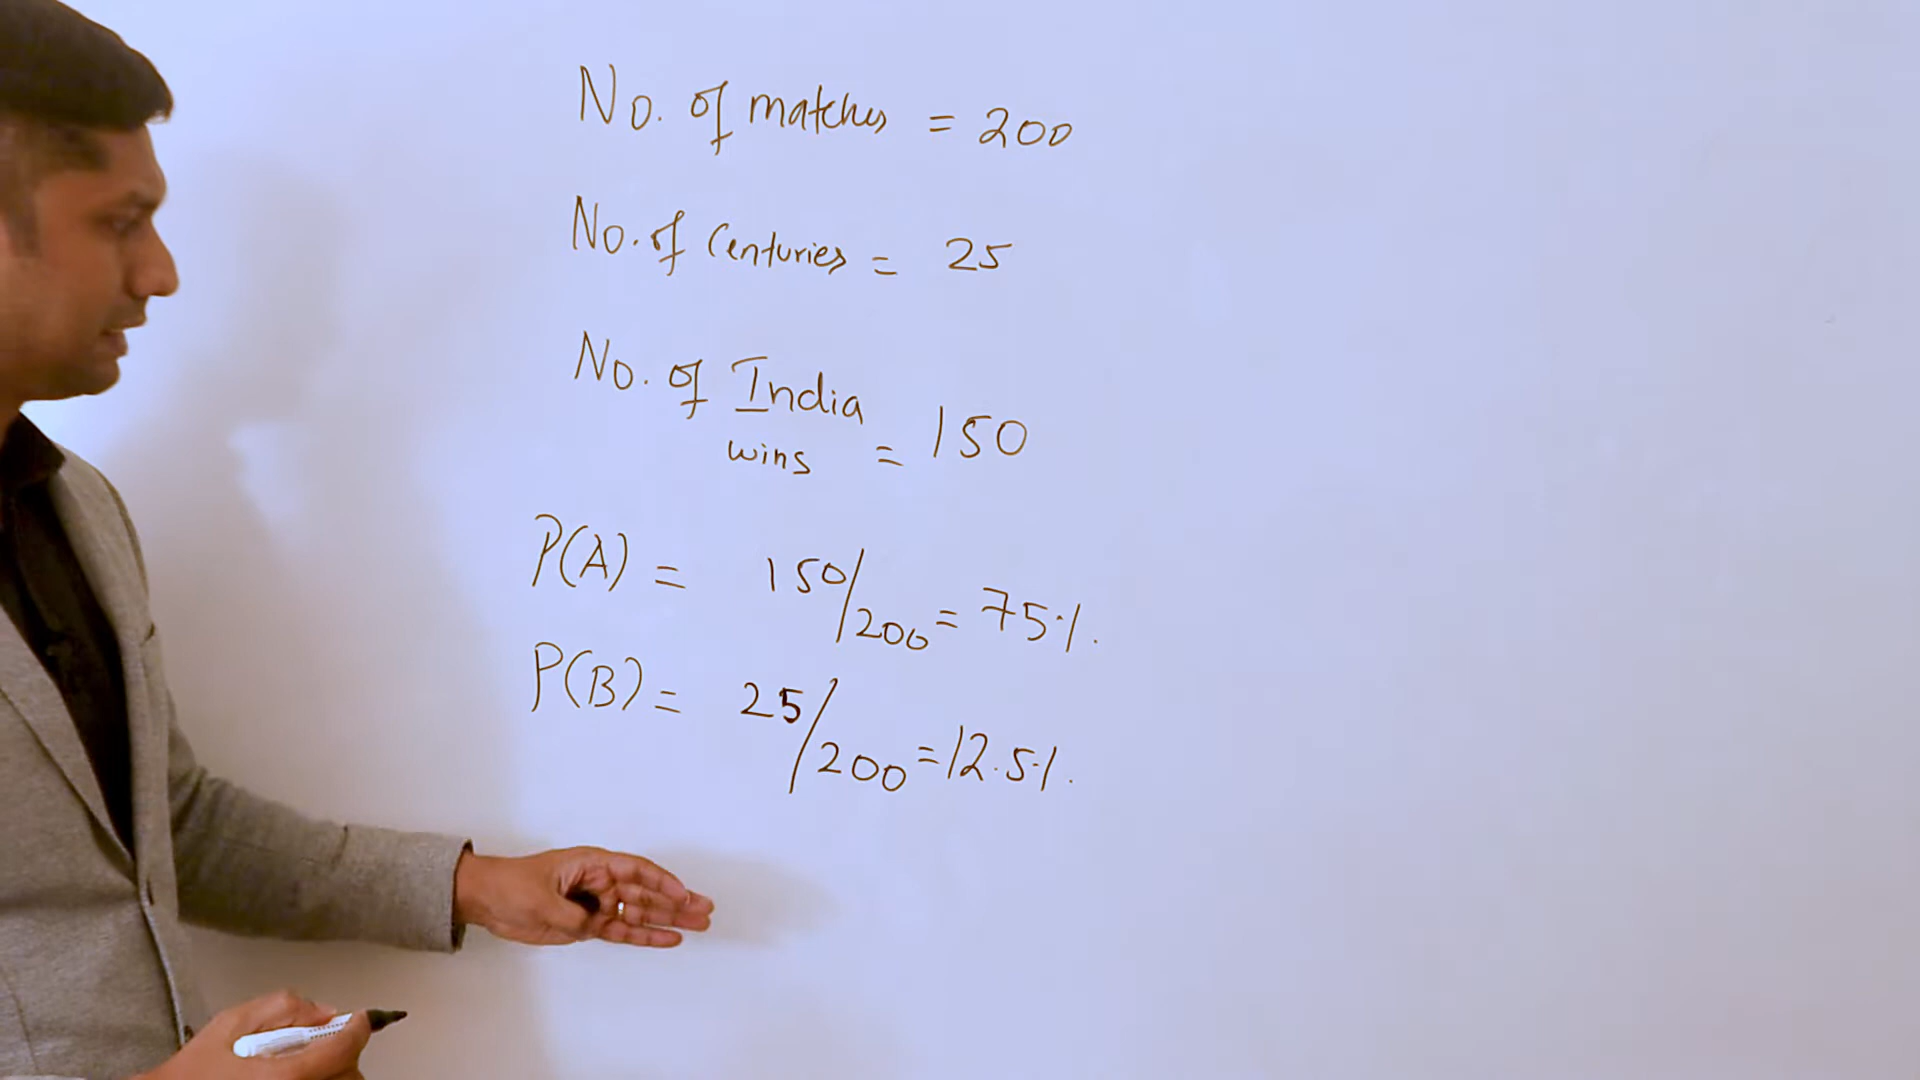 No. of matches = 200
No. of Centuries = 25
No. of India
wins = 150
P(A) = 150/200 = 75%.
P(B) = 25/200 = 12.5%.